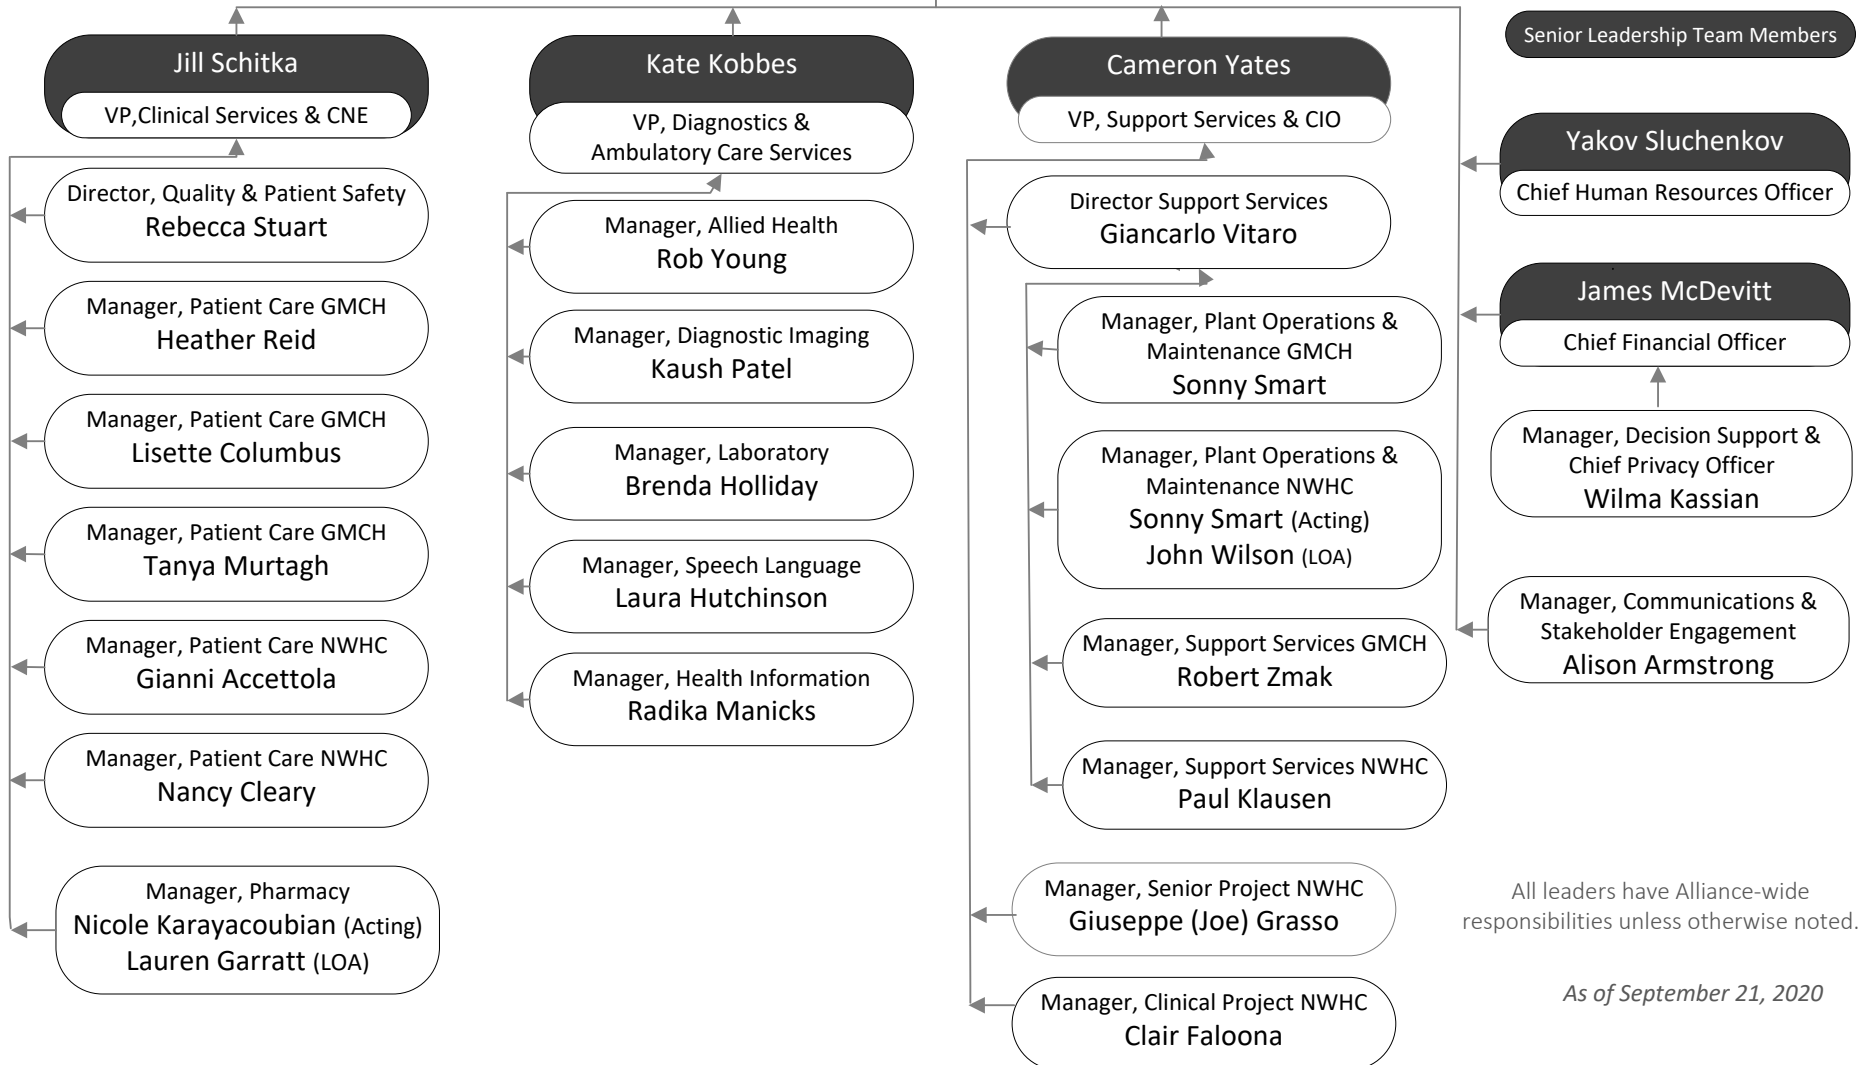 Jill Schitka
VP,Clinical Services & CNE
Director, Quality & Patient Safety
Rebecca Stuart
Manager, Patient Care GMCH
Heather Reid
Manager, Patient Care GMCH
Lisette Columbus
Manager, Patient Care GMCH
Tanya Murtagh
Manager, Patient Care NWHC
Gianni Accettola
Manager, Patient Care NWHC
Nancy Cleary
Manager, Pharmacy
Nicole Karayacoubian (Acting)
Lauren Garratt (LOA)
Kate Kobbes
VP, Diagnostics &
Ambulatory Care Services
Manager, Allied Health
Rob Young
Manager, Diagnostic Imaging
Kaush Patel
Manager, Laboratory
Brenda Holliday
Manager, Speech Language
Laura Hutchinson
Manager, Health Information
Radika Manicks
Cameron Yates
VP, Support Services & CIO
Director Support Services
Giancarlo Vitaro
Manager, Plant Operations &
Maintenance GMCH
Sonny Smart
Manager, Plant Operations &
Maintenance NWHC
Sonny Smart (Acting)
John Wilson (LOA)
Manager, Support Services GMCH
Robert Zmak
Manager, Support Services NWHC
Paul Klausen
Manager, Senior Project NWHC
Giuseppe (Joe) Grasso
Manager, Clinical Project NWHC
Clair Faloona
Senior Leadership Team Members
Yakov Sluchenkov
Chief Human Resources Officer
James McDevitt
Chief Financial Officer
Manager, Decision Support &
Chief Privacy Officer
Wilma Kassian
Manager, Communications &
Stakeholder Engagement
Alison Armstrong
All leaders have Alliance-wide
responsibilities unless otherwise noted.
As of September 21, 2020